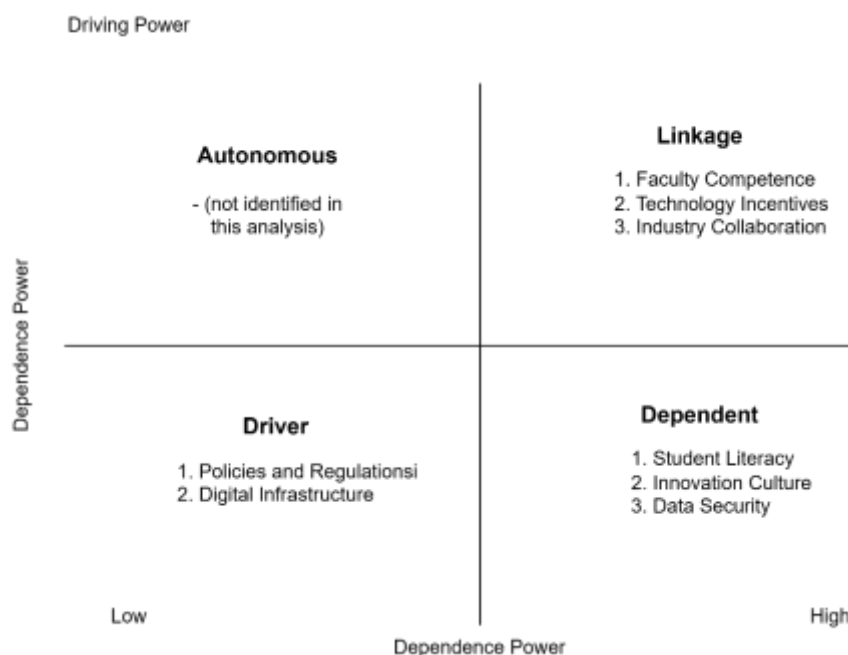 Driving Power
Autonomous
- (not identified in
this analysis)
Linkage
1. Faculty Competence
2. Technology Incentives
3. Industry Collaboration
Dependence Power
Driver
1. Policies and Regulationsi
2. Digital Infrastructure
Dependent
1. Student Literacy
2. Innovation Culture
3. Data Security
Low
High
Dependence Power